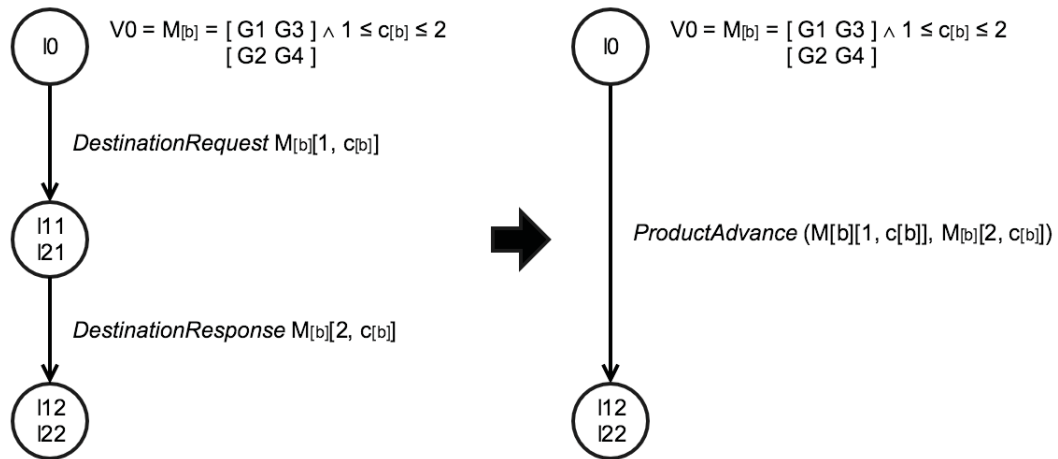 l0
V0 = M[b] = [ G1 G3 ] ∧ 1 ≤ c[b] ≤ 2
[ G2 G4 ]
DestinationRequest M[b][1, c[b]]
l11
l21
DestinationResponse M[b][2, c[b]]
l12
l22
l0
V0 = M[b] = [ G1 G3 ] ∧ 1 ≤ c[b] ≤ 2
[ G2 G4 ]
ProductAdvance (M[b][1, c[b]], M[b][2, c[b]])
l12
l22